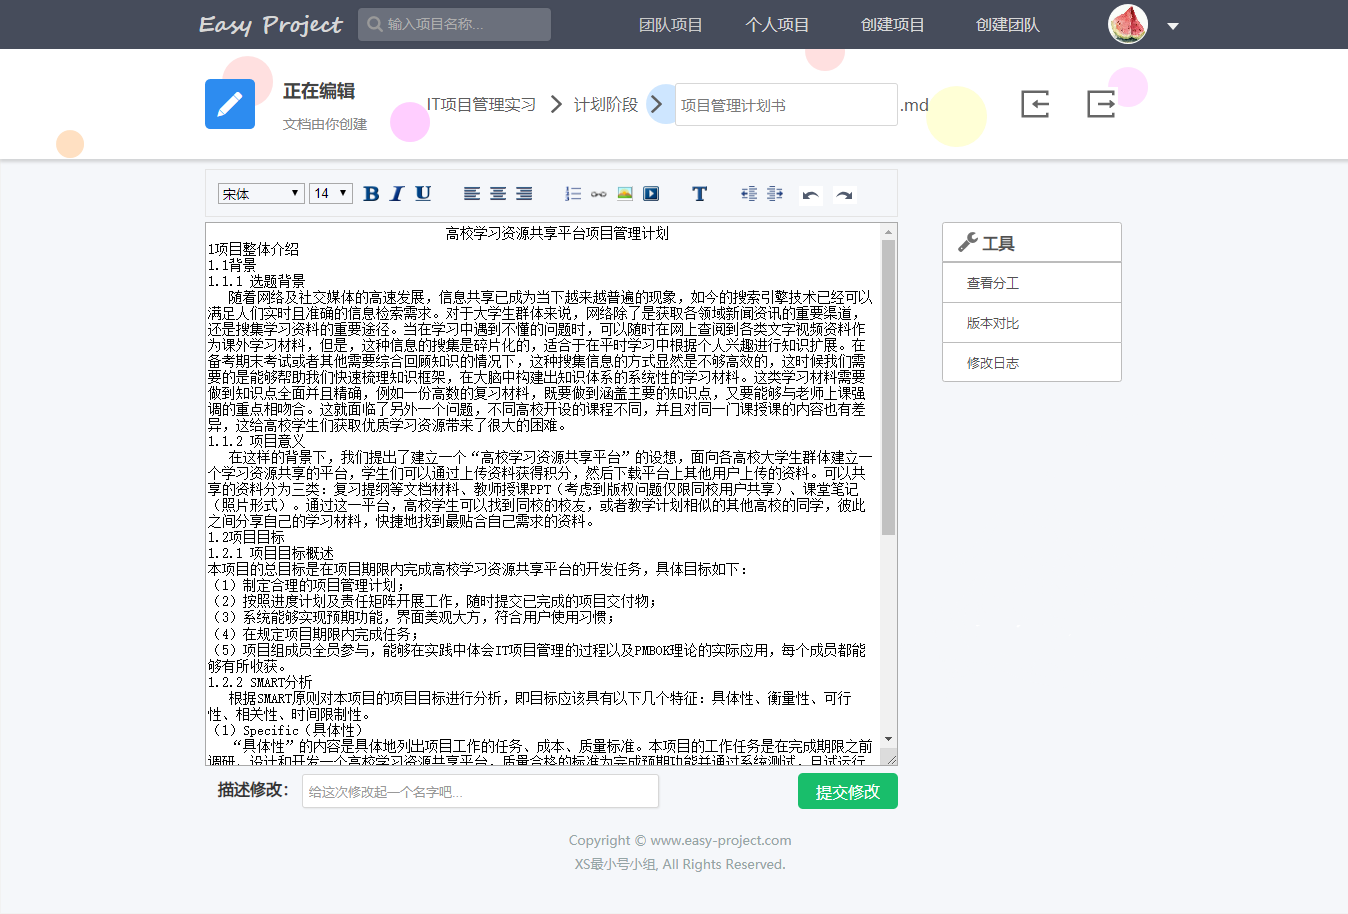 Easy Project
输入项目名称...
团队项目
个人项目
创建项目
创建团队
正在编辑
文档由你创建
IT项目管理实习
计划阶段
项目管理计划书
.md
宋体
14
B I U
T
高校学习资源共享平台项目管理计划
1项目整体介绍
1.1背景
1.1.1 选题背景
随着网络及社交媒体的高速发展，信息共享已成为当下越来越普遍的现象，如今的搜索引擎技术已经可以
满足人们实时且准确的信息检索需求。对于大学生群体来说，网络除了是获取各领域新闻资讯的重要渠道，
还是搜集学习资料的重要途径。当在学习中遇到不懂的问题时，可以随时在网上查阅到各类文字视频资料作
为课外学习材料，但是，这种信息的搜集是碎片化的，适合于在平时学习中根据个人兴趣进行知识扩展。在
备考期末考试或者其他需要综合回顾知识的情况下，这种搜集信息的方式显然是不够高效的，这时候我们需
要的是能够帮助我们快速梳理知识框架，在大脑中构建出知识体系的系统性的学习材料。这类学习材料需要
做到知识点全面并且精确，例如一份高数的复习材料，既要做到涵盖主要的知识点，又要能够与老师上课强
调的重点相吻合。这就面临了另外一个问题，不同高校开设的课程不同，并且对同一门课授课的内容也有差
异，这给高校学生们获取优质学习资源带来了很大的困难。
1.1.2 项目意义
在这样的背景下，我们提出了建立一个“高校学习资源共享平台”的设想，面向各高校大学生群体建立一
个学习资源共享的平台，学生们可以通过上传资料获得积分，然后下载平台上其他用户上传的资料。可以共
享的资料分为三类：复习提纲等文档材料、教师授课PPT（考虑到版权问题仅限同校用户共享）、课堂笔记
（照片形式）。通过这一平台，高校学生可以找到同校的校友，或者教学计划相似的其他高校的同学，彼此
之间分享自己的学习材料，快捷地找到最贴合自己需求的资料。
1.2项目目标
1.2.1 项目目标概述
本项目的总目标是在项目期限内完成高校学习资源共享平台的开发任务，具体目标如下：
（1）制定合理的项目管理计划；
（2）按照进度计划及责任矩阵开展工作，随时提交已完成的项目交付物；
（3）系统能够实现预期功能，界面美观大方，符合用户使用习惯；
（4）在规定项目期限内完成任务；
（5）项目组成员全员参与，能够在实践中体会IT项目管理的过程以及PMBOK理论的实际应用，每个成员都能
够有所收获。
1.2.2 SMART分析
根据SMART原则对本项目的项目目标进行分析，即目标应该具有以下几个特征：具体性、衡量性、可行
性、相关性、时间限制性。
（1）Specific（具体性）
“具体性”的内容是具体地列出项目工作的任务、成本、质量标准。本项目的工作任务是在完成期限之前
调研、设计和开发一个高校学习资源共享平台，质量合格的标准为完成预期功能并通过系统测试，且试运行
工具
查看分工
版本对比
修改日志
描述修改：
给这次修改起一个名字吧...
提交修改
Copyright © www.easy-project.com
XS最小号小组, All Rights Reserved.